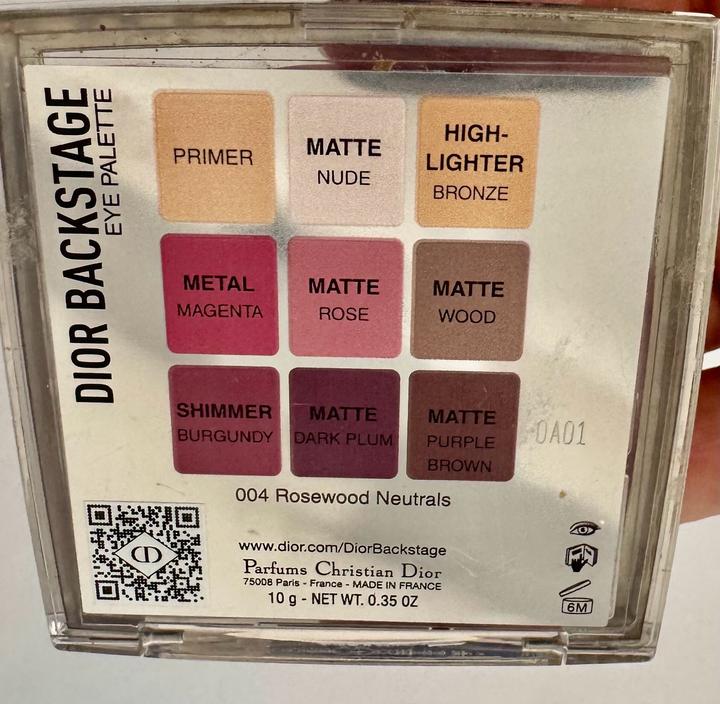 DIOR BACKSTAGE
EYE PALETTE
PRIMER
MATTE
NUDE
HIGH-
LIGHTER
BRONZE
METAL
MAGENTA
MATTE
ROSE
MATTE
WOOD
SHIMMER
BURGUNDY
MATTE
DARK PLUM
MATTE
PURPLE
BROWN
0A01
004 Rosewood Neutrals
www.dior.com/DiorBackstage
Parfums Christian Dior
75008 Paris - France - MADE IN FRANCE
10 g - NET WT. 0.35 OZ
CD
6M